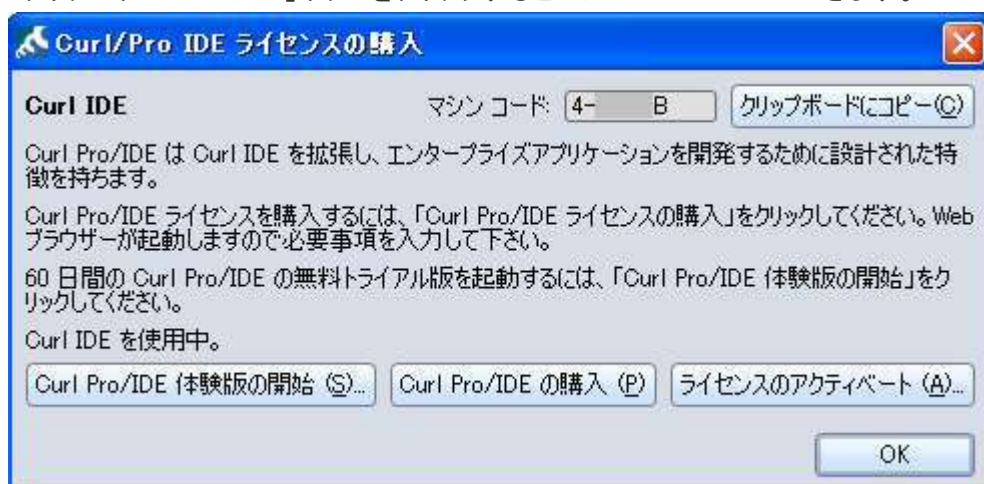 Curl/Pro IDE ライセンスの購入
Curl IDE マシン コード: 4- B クリップボードにコピー(C)
Curl Pro/IDE は Curl IDE を拡張し、エンタープライズアプリケーションを開発するために設計された特
徴を持ちます。
Curl Pro/IDE ライセンスを購入するには、「Curl Pro/IDE ライセンスの購入」をクリックしてください。Web
ブラウザーが起動しますので必要事項を入力して下さい。
60 日間の Curl Pro/IDE の無料トライアル版を起動するには、「Curl Pro/IDE 体験版の開始」をク
リックしてください。
Curl IDE を使用中。
Curl Pro/IDE 体験版の開始 (S)... Curl Pro/IDE の購入 (P) ライセンスのアクティベート (A)...
OK